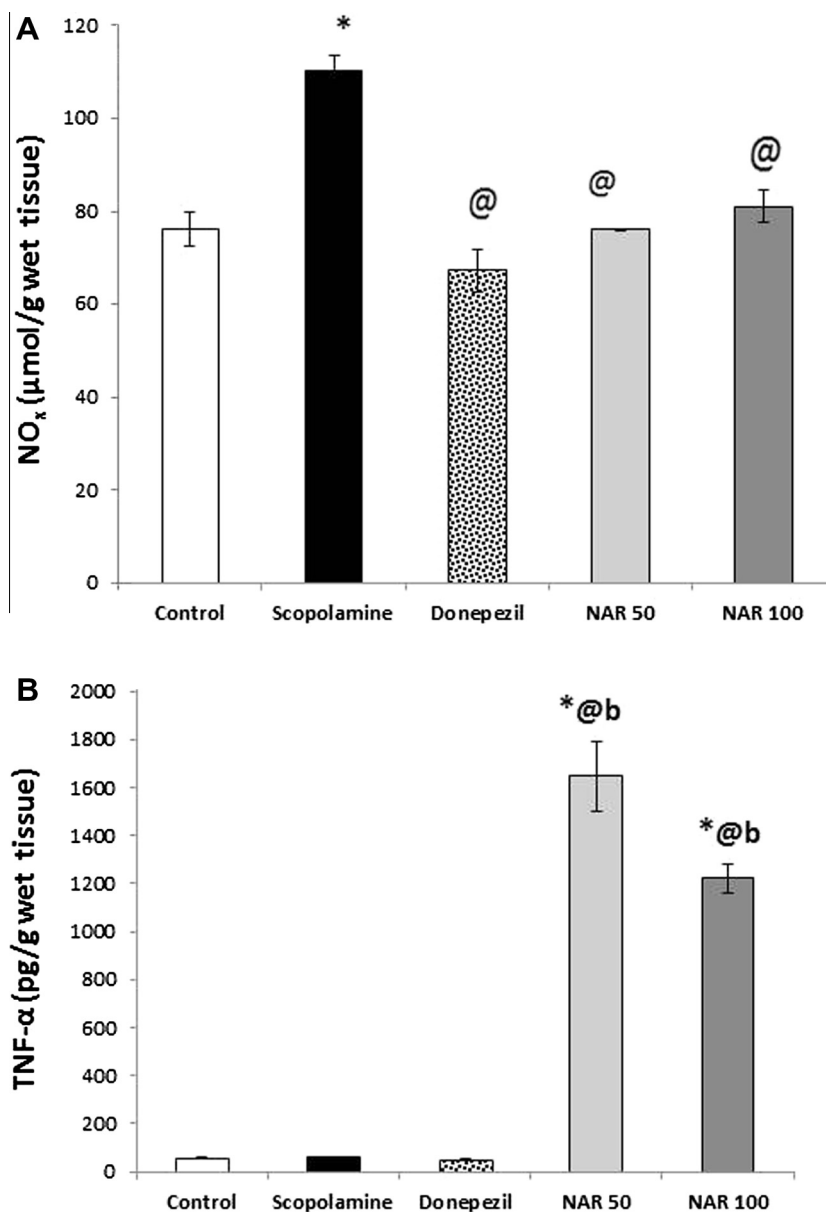 A
NOx (μmol/g wet tissue)
120
100
80
60
40
20
0
*
@
@
@
Control Scopolamine Donepezil NAR 50 NAR 100
B
TNF-α (pg/g wet tissue)
2000
1800
1600
1400
1200
1000
800
600
400
200
0
*@b
*@b
Control Scopolamine Donepezil NAR 50 NAR 100